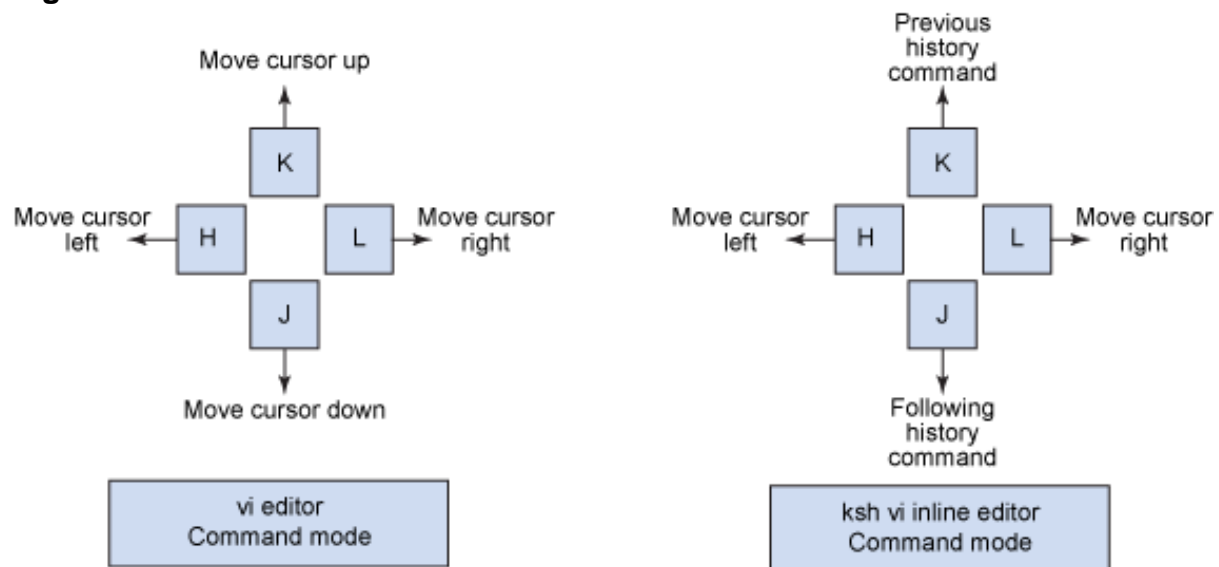 Move cursor up
K
Move cursor
left
H
L
Move cursor
right
J
Move cursor down
vi editor
Command mode
Previous
history
command
K
Move cursor
left
H
L
Move cursor
right
J
Following
history
command
ksh vi inline editor
Command mode